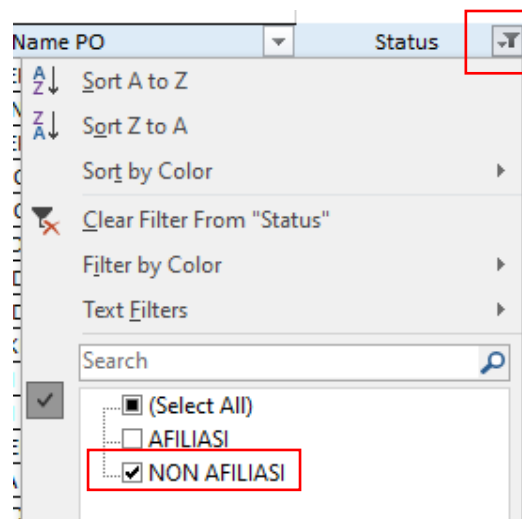 Name PO Status
Sort A to Z
Sort Z to A
Sort by Color
Clear Filter From "Status"
Filter by Color
Text Filters
Search
(Select All)
AFILIASI
NON AFILIASI